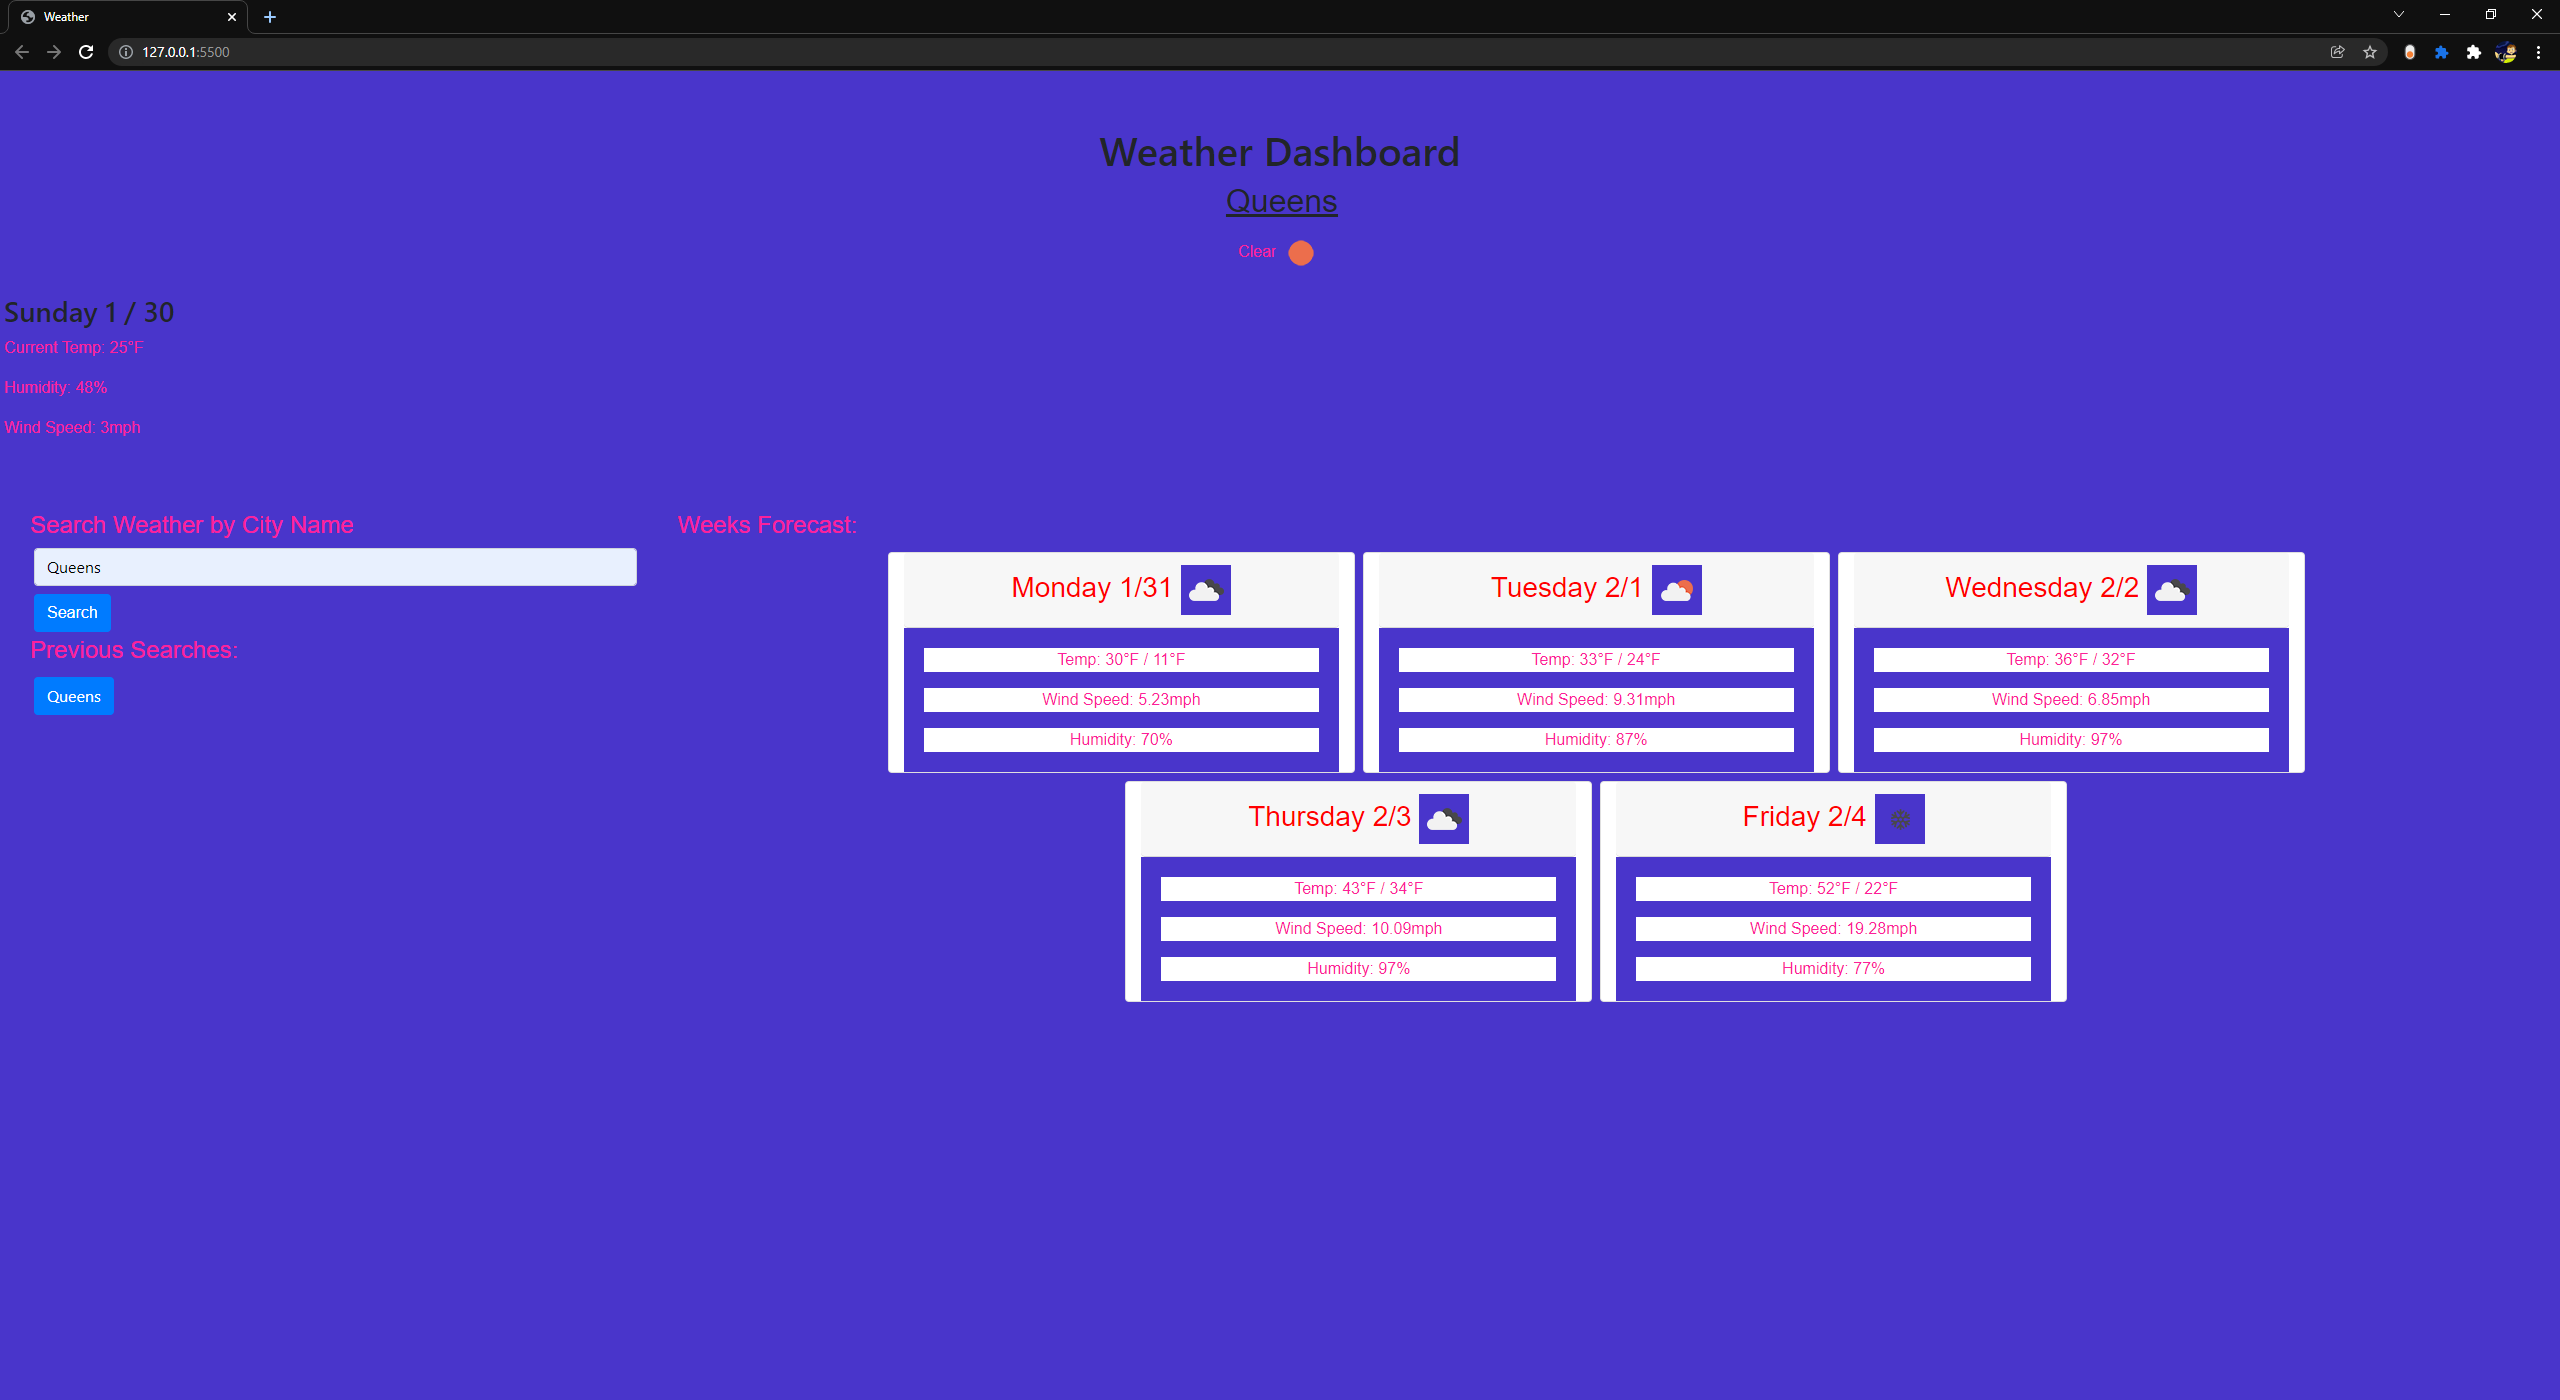 Weather
127.0.0.1:5500
Weather Dashboard
Queens
Clear
Sunday 1 / 30
Current Temp: 25°F
Humidity: 48%
Wind Speed: 3mph
Search Weather by City Name
Queens
Search
Previous Searches:
Queens
Weeks Forecast:
Monday 1/31
Temp: 30°F / 11°F
Wind Speed: 5.23mph
Humidity: 70%
Tuesday 2/1
Temp: 33°F / 24°F
Wind Speed: 9.31mph
Humidity: 87%
Wednesday 2/2
Temp: 36°F / 32°F
Wind Speed: 6.85mph
Humidity: 97%
Thursday 2/3
Temp: 43°F / 34°F
Wind Speed: 10.09mph
Humidity: 97%
Friday 2/4
Temp: 52°F / 22°F
Wind Speed: 19.28mph
Humidity: 77%